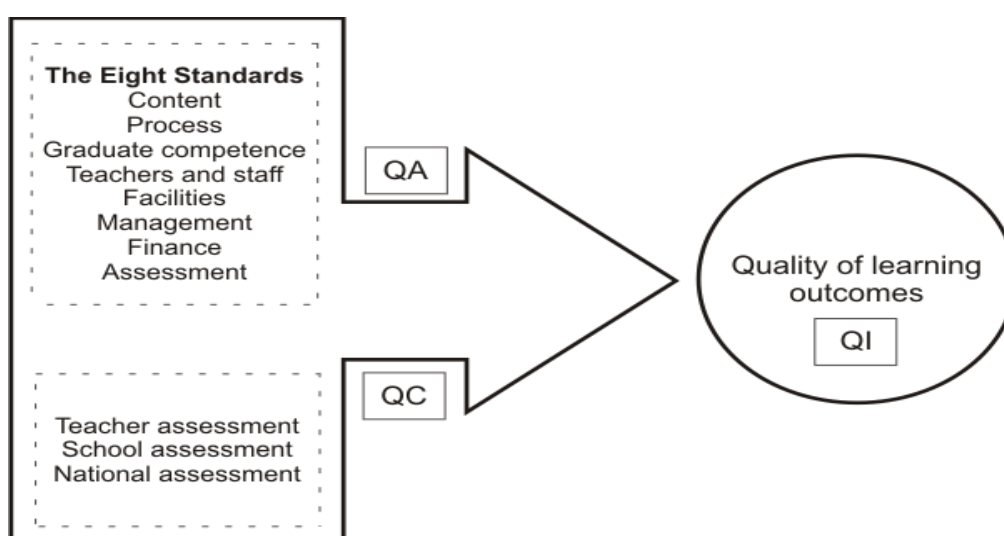 The Eight Standards
Content
Process
Graduate competence
Teachers and staff
Facilities
Management
Finance
Assessment
QA
Quality of learning
outcomes
QI
QC
Teacher assessment
School assessment
National assessment